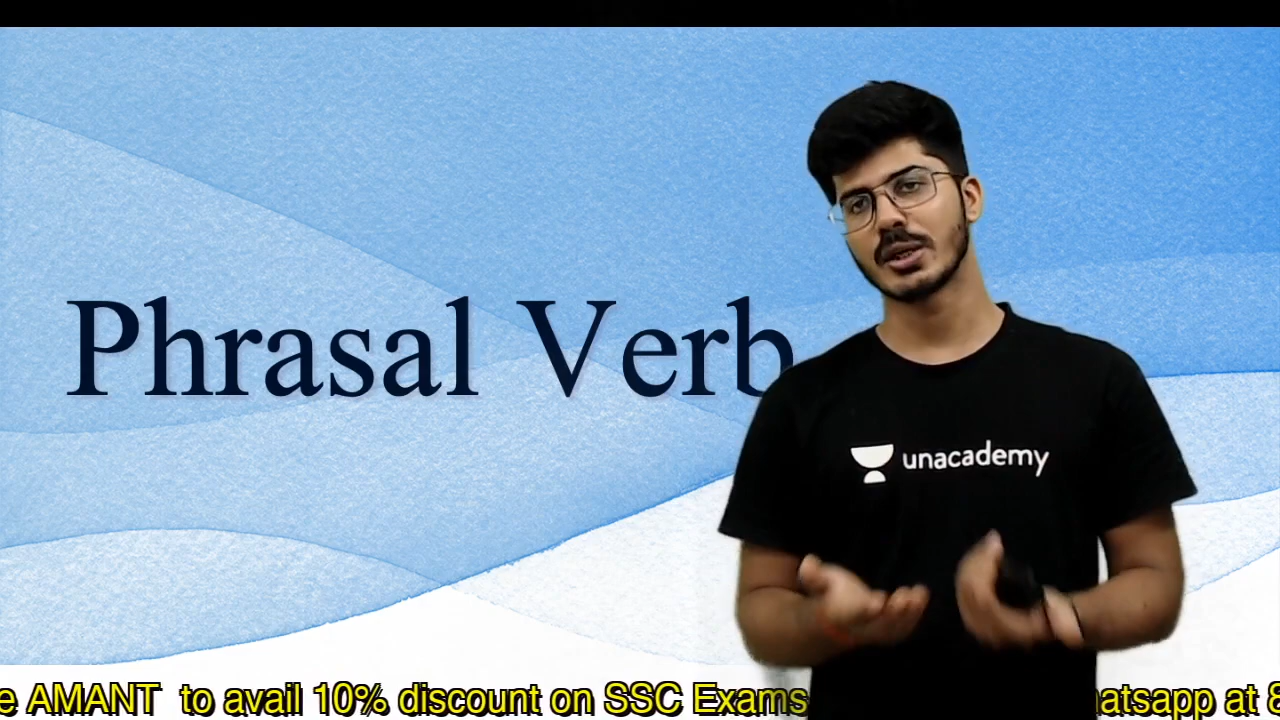 Phrasal Verb
unacademy
e AMANT to avail 10% discount on SSC Exams atsapp at 8